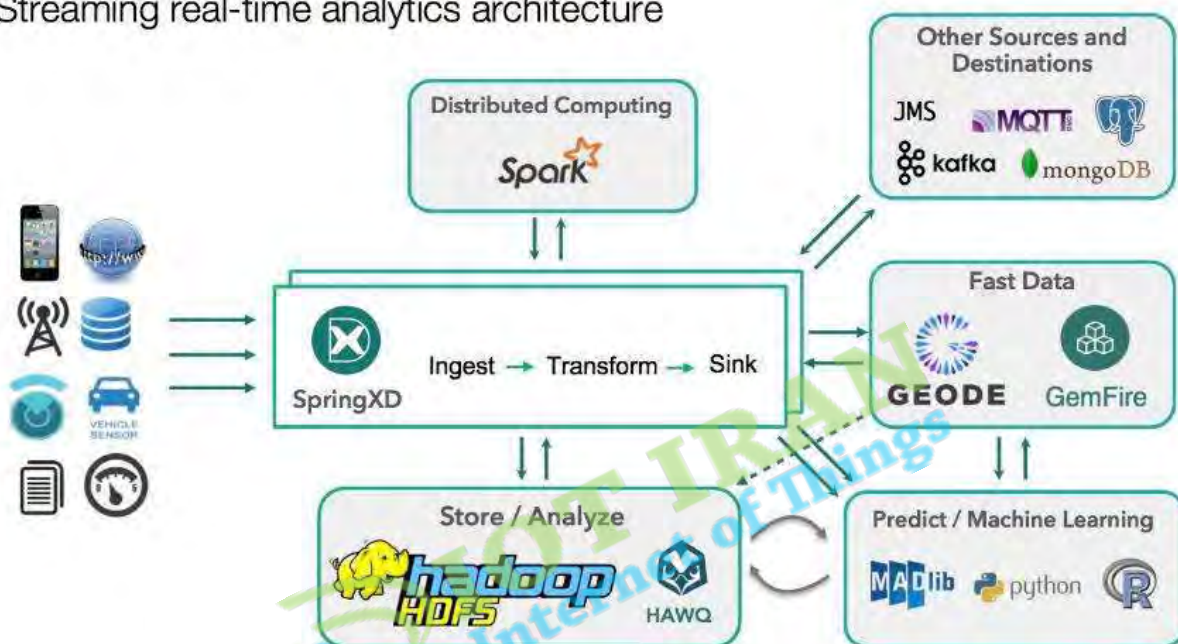 Streaming real-time analytics architecture
Other Sources and
Destinations
JMS
MQTT
kafka
mongoDB
Distributed Computing
Spark
VEHICLE
SENSOR
SpringXD
Ingest → Transform → Sink
Fast Data
GEODE
GemFire
Store / Analyze
hadoop
HDFS
HAWQ
Predict / Machine Learning
MADlib
python
R
IOT IRAN
Internet of Things